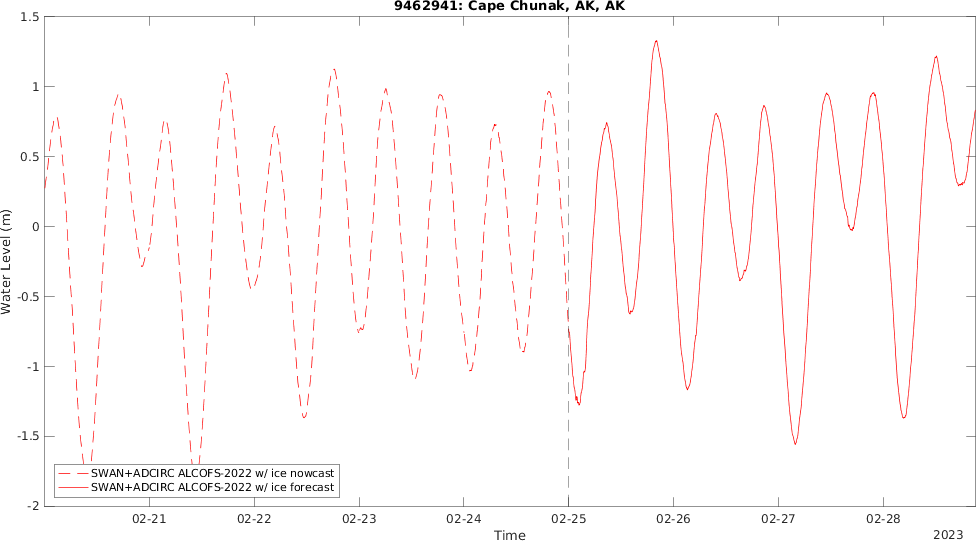 9462941: Cape Chunak, AK, AK
1.5
1
0.5
0
-0.5
-1
-1.5
-2
Water Level (m)
SWAN+ADCIRC ALCOFS-2022 w/ ice nowcast
SWAN+ADCIRC ALCOFS-2022 w/ ice forecast
02-21 02-22 02-23 02-24 02-25 02-26 02-27 02-28
Time
2023